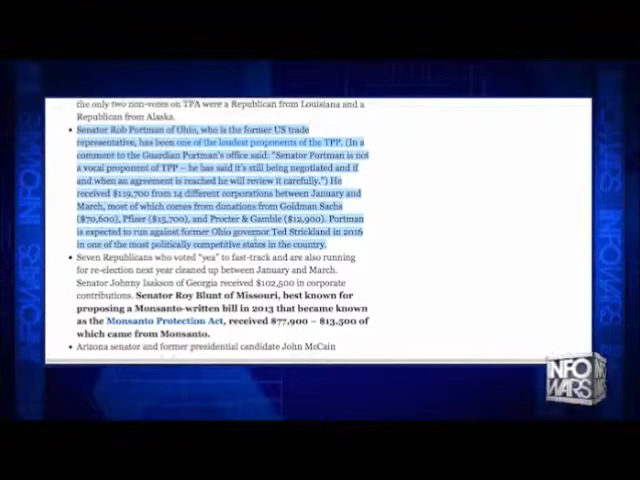 the only two non-votes on TPA were a Republican from Louisiana and a
Republican from Alaska.
• Senator Rob Portman of Ohio, who is the former US trade
representative, has been one of the loudest proponents of the TPP. (In a
comment to the Guardian Portman's office said: "Senator Portman is not
a vocal proponent of TPP – he has said it's still being negotiated and if
and when an agreement is reached he will review it carefully.") He
received $119,700 from 14 different corporations between January and
March, most of which comes from donations from Goldman Sachs
($70,600), Pfizer ($15,700), and Procter & Gamble ($12,900). Portman
is expected to run against former Ohio governor Ted Strickland in 2016
in one of the most politically competitive states in the country.
• Seven Republicans who voted "yea" to fast-track and are also running
for re-election next year cleaned up between January and March.
Senator Johnny Isakson of Georgia received $102,500 in corporate
contributions. Senator Roy Blunt of Missouri, best known for
proposing a Monsanto-written bill in 2013 that became known
as the Monsanto Protection Act, received $77,900 – $13,500 of
which came from Monsanto.
• Arizona senator and former presidential candidate John McCain
INFO
WARS